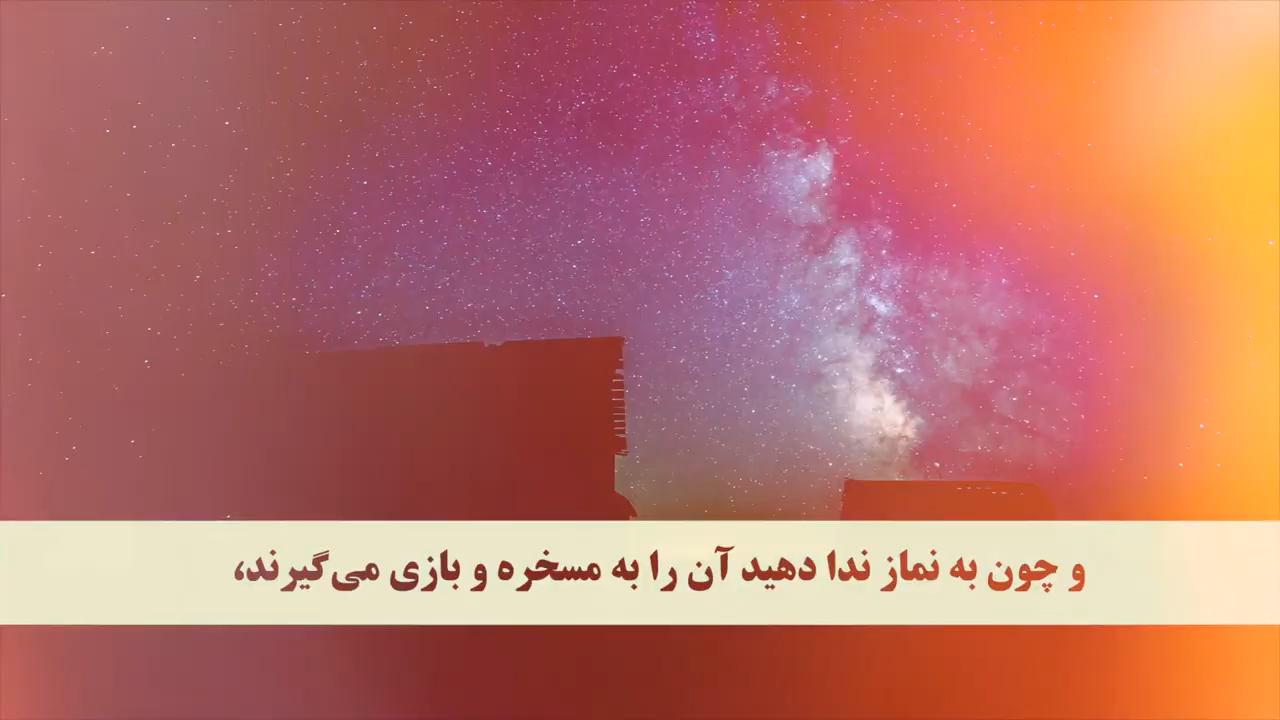 و چون به نماز ندا دهید آن را به مسخره و بازی می‌گیرند،